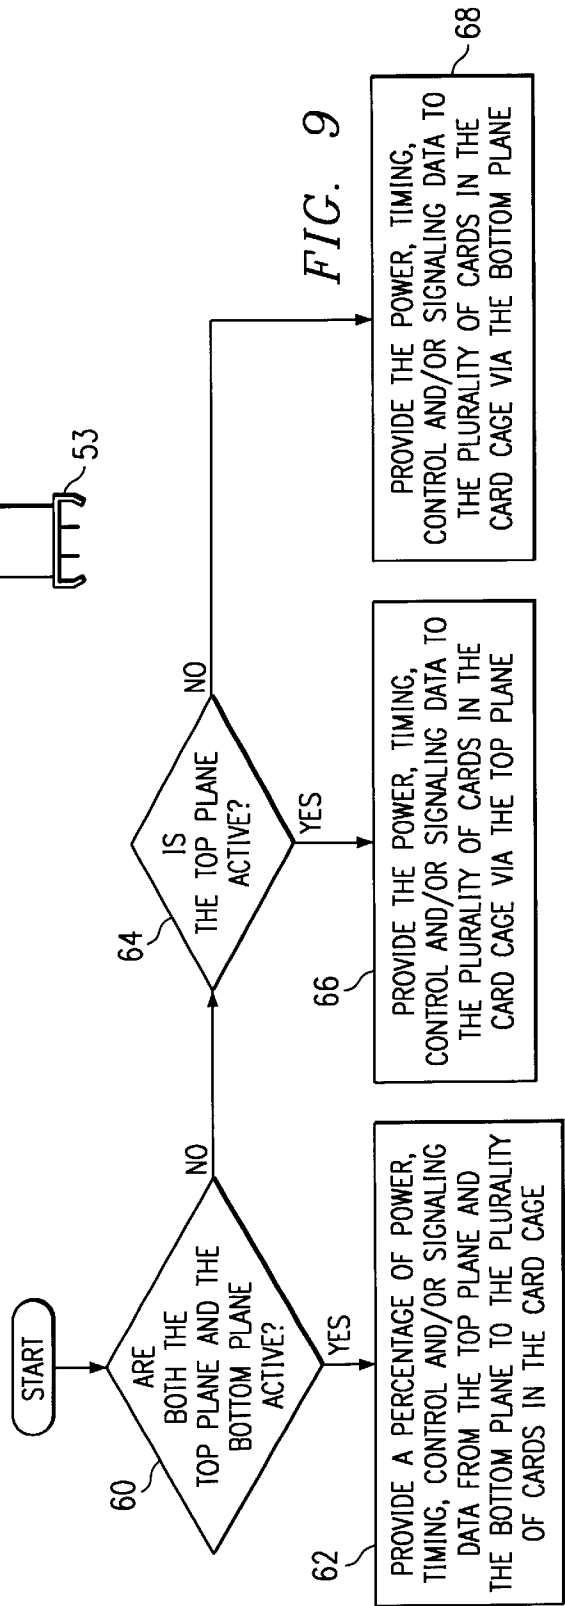 53
START
60
ARE
BOTH THE
TOP PLANE AND THE
BOTTOM PLANE
ACTIVE?
NO
YES
62
PROVIDE A PERCENTAGE OF POWER,
TIMING, CONTROL AND/OR SIGNALING
DATA FROM THE TOP PLANE AND
THE BOTTOM PLANE TO THE PLURALITY
OF CARDS IN THE CARD CAGE
64
IS
THE TOP PLANE
ACTIVE?
NO
YES
66
PROVIDE THE POWER, TIMING,
CONTROL AND/OR SIGNALING DATA TO
THE PLURALITY OF CARDS IN THE
CARD CAGE VIA THE TOP PLANE
68
PROVIDE THE POWER, TIMING,
CONTROL AND/OR SIGNALING DATA TO
THE PLURALITY OF CARDS IN THE
CARD CAGE VIA THE BOTTOM PLANE
FIG. 9